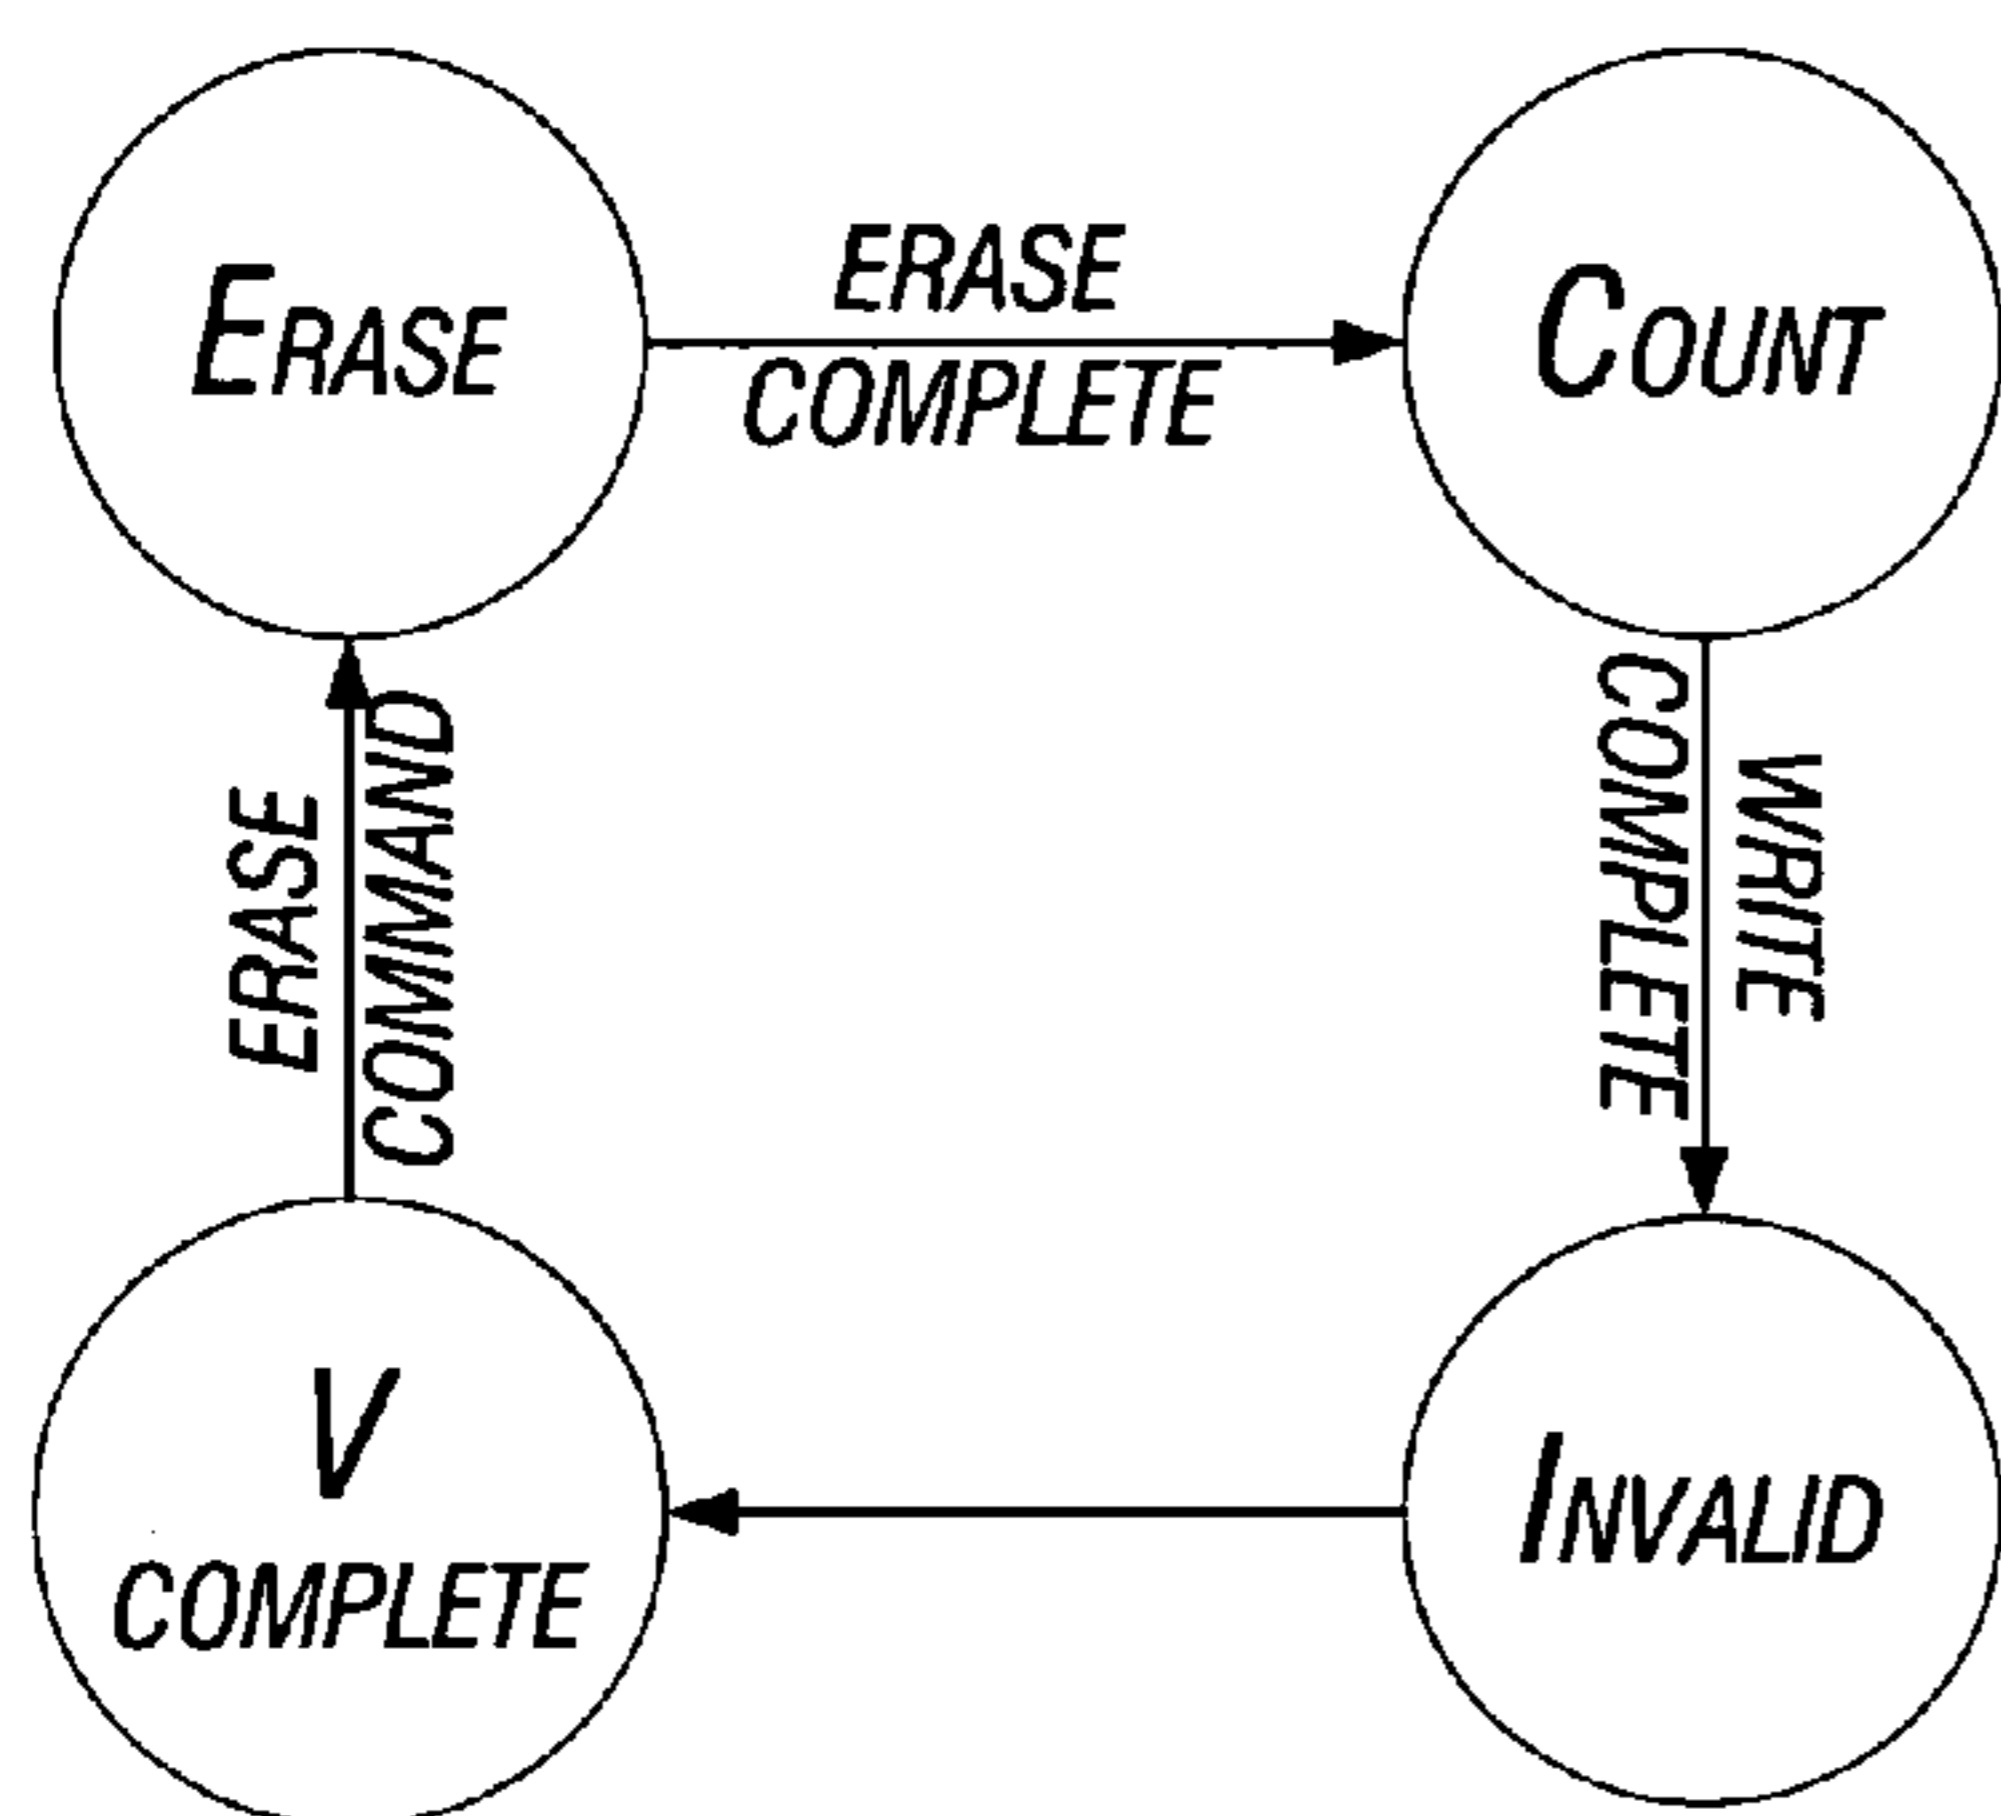 ERASE
ERASE
COMPLETE
COUNT
ERASE
COMMAND
WRITE
COMPLETE
V
COMPLETE
INVALID